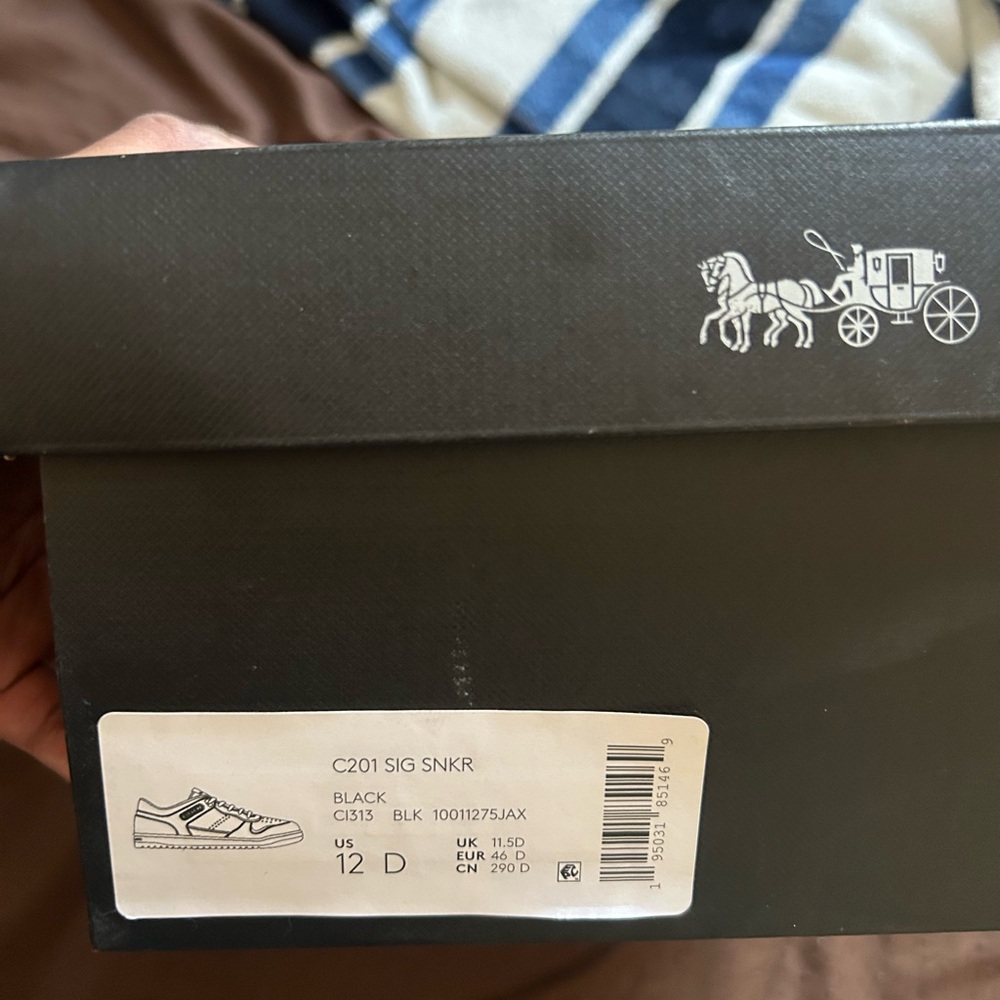 C201 SIG SNKR
BLACK
CI313 BLK 10011275JAX
US
12 D
UK 11.5D
EUR 46 D
CN 290 D
1 95031 85146 9